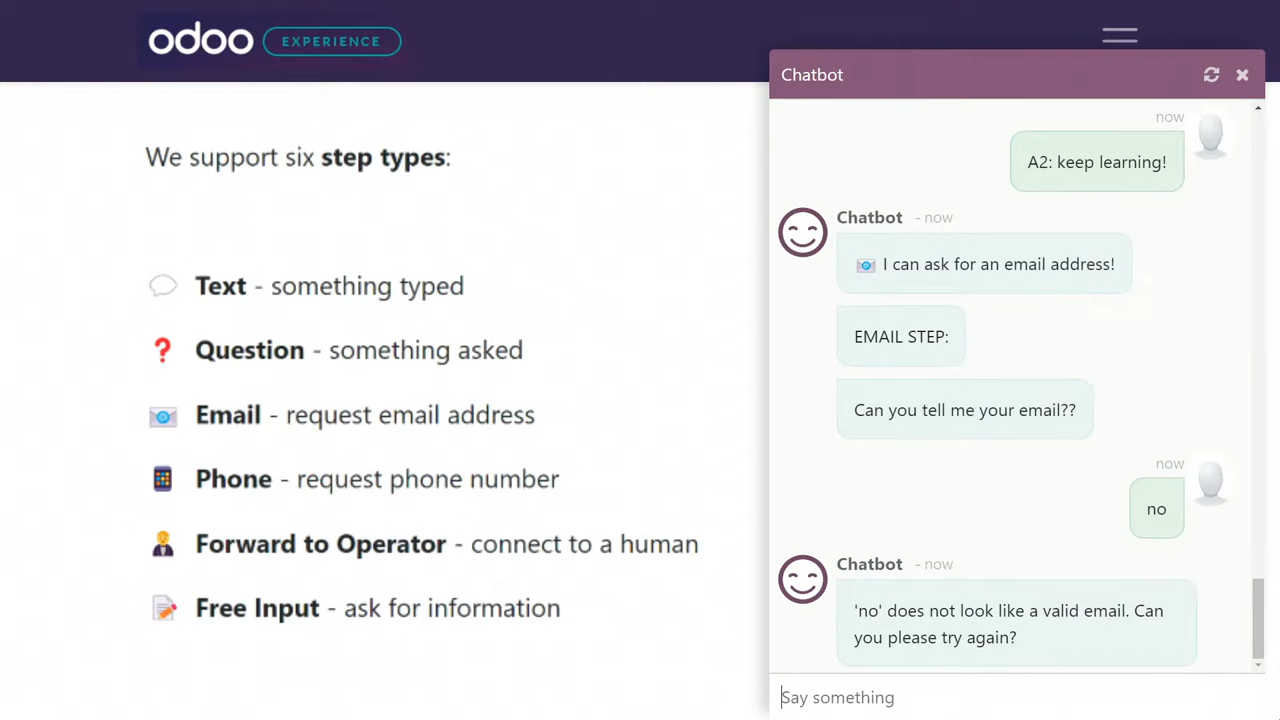 odoo EXPERIENCE
We support six step types:
Text - something typed
Question - something asked
Email - request email address
Phone - request phone number
Forward to Operator - connect to a human
Free Input - ask for information
Chatbot
now
A2: keep learning!
Chatbot - now
I can ask for an email address!
EMAIL STEP:
Can you tell me your email??
now
no
Chatbot - now
'no' does not look like a valid email. Can
you please try again?
Say something